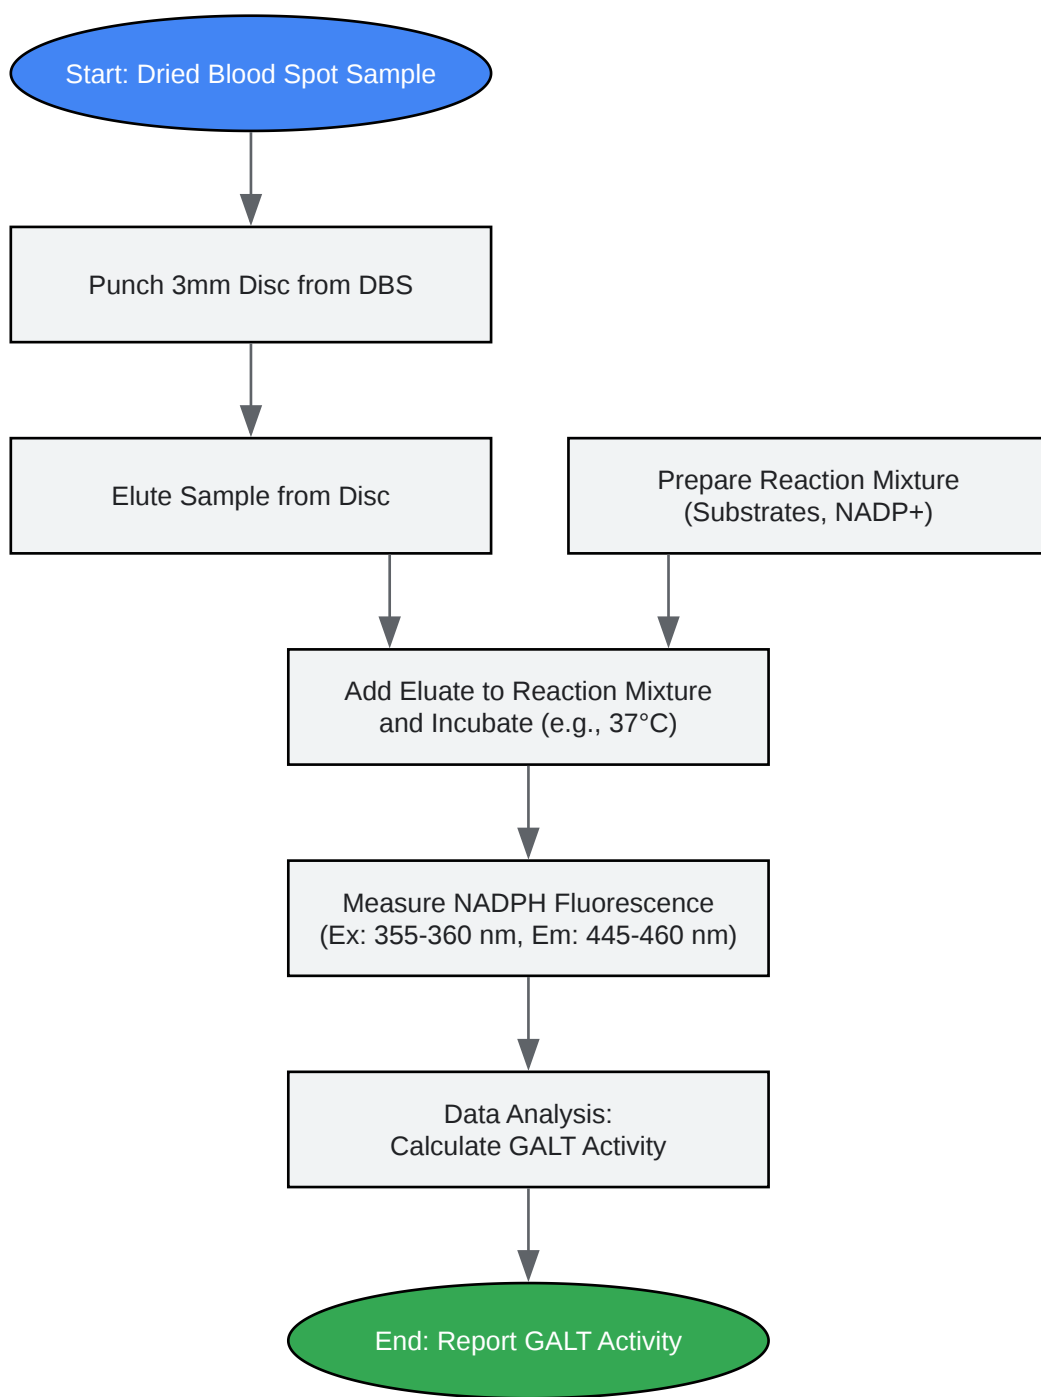 Start: Dried Blood Spot Sample
Punch 3mm Disc from DBS
Elute Sample from Disc
Prepare Reaction Mixture
(Substrates, NADP+)
Add Eluate to Reaction Mixture
and Incubate (e.g., 37°C)
Measure NADPH Fluorescence
(Ex: 355-360 nm, Em: 445-460 nm)
Data Analysis:
Calculate GALT Activity
End: Report GALT Activity